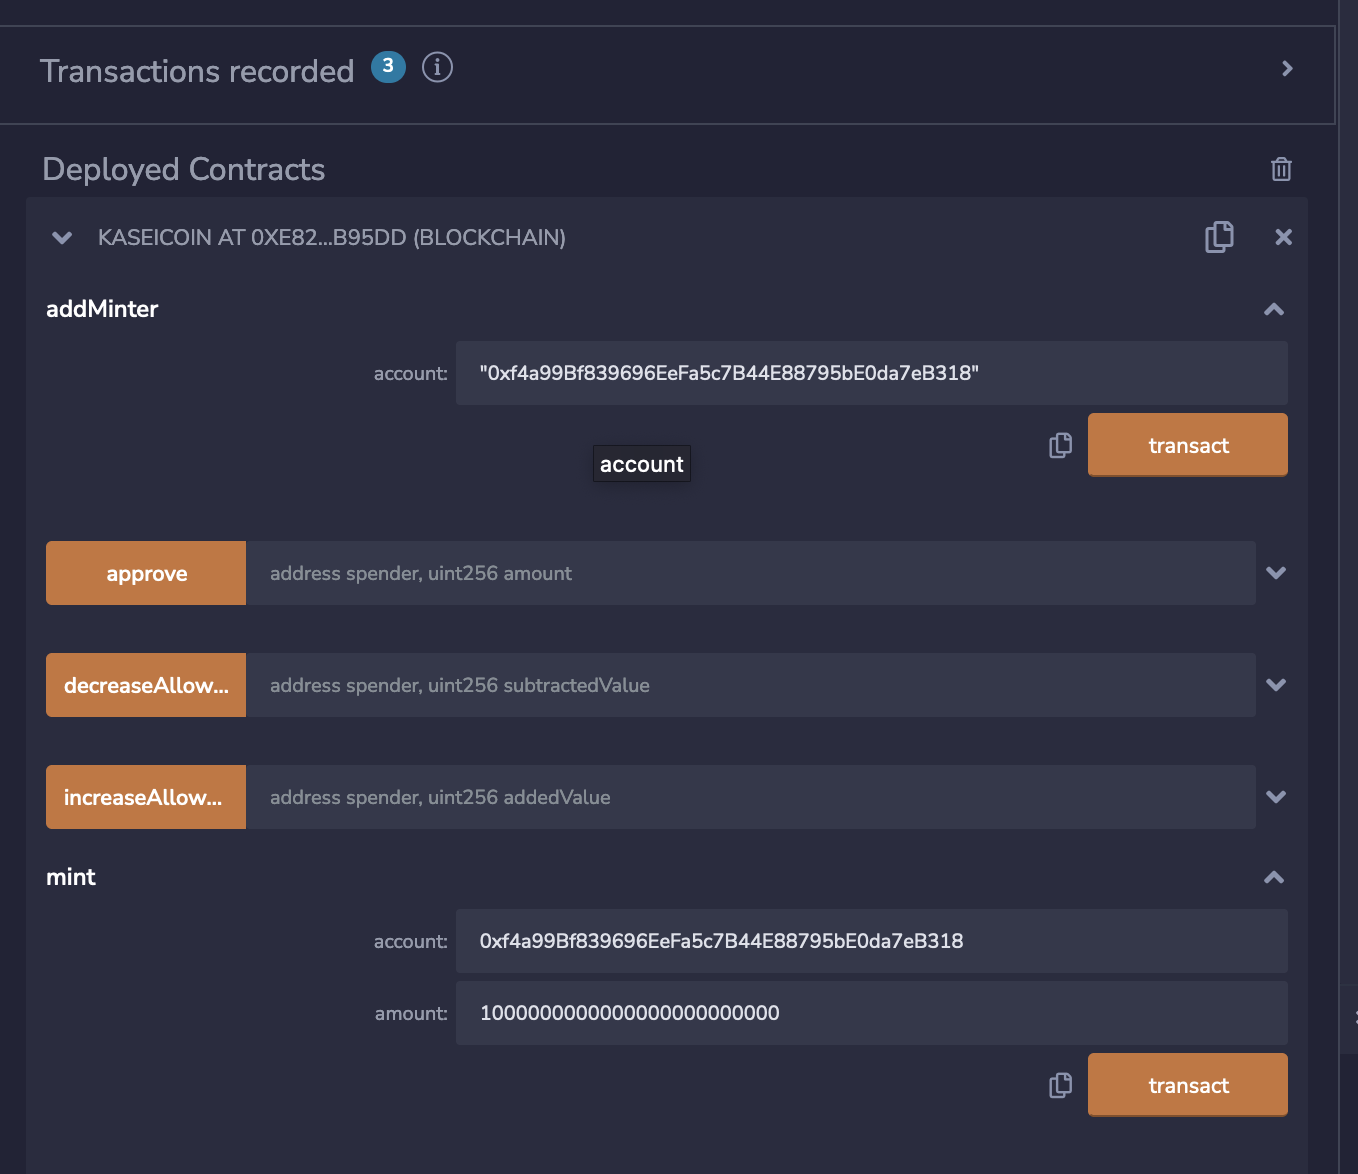 Transactions recorded 3 i
Deployed Contracts
KASEICOIN AT 0XE82...B95DD (BLOCKCHAIN)
addMinter
account: "0xf4a99Bf839696EeFa5c7B44E88795bE0da7eB318"
transact
account
approve address spender, uint256 amount
decreaseAllow... address spender, uint256 subtractedValue
increaseAllow... address spender, uint256 addedValue
mint
account: 0xf4a99Bf839696EeFa5c7B44E88795bE0da7eB318
amount: 1000000000000000000000000
transact